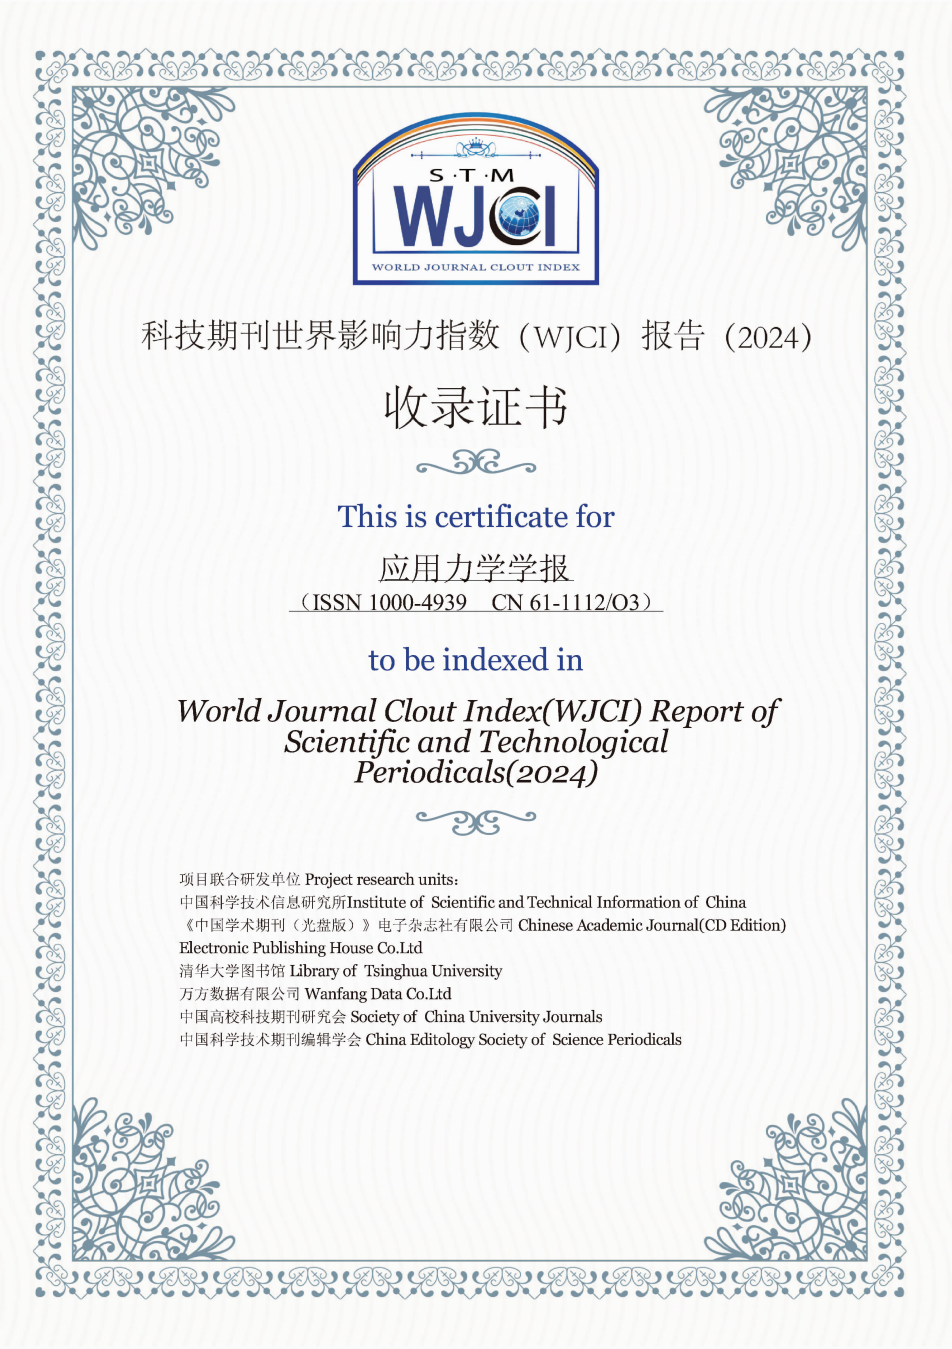 S·T·M
WJCI
WORLD JOURNAL CLOUT INDEX
科技期刊世界影响力指数（WJCI）报告（2024）
收录证书
This is certificate for
应用力学学报
（ISSN 1000-4939 CN 61-1112/O3）
to be indexed in
World Journal Clout Index(WJCI) Report of
Scientific and Technological
Periodicals(2024)
项目联合研发单位 Project research units:
中国科学技术信息研究所Institute of Scientific and Technical Information of China
《中国学术期刊（光盘版）》电子杂志社有限公司 Chinese Academic Journal(CD Edition)
Electronic Publishing House Co.Ltd
清华大学图书馆 Library of Tsinghua University
万方数据有限公司 Wanfang Data Co.Ltd
中国高校科技期刊研究会 Society of China University Journals
中国科学技术期刊编辑学会 China Editology Society of Science Periodicals